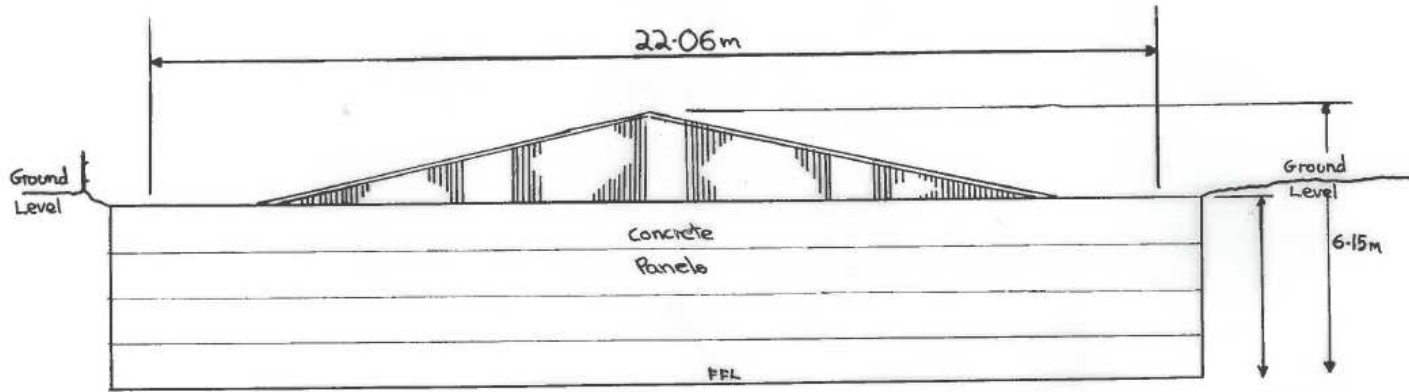 22.06m
Ground
Level
Ground
Level
Concrete
Panels
6.15m
FFL